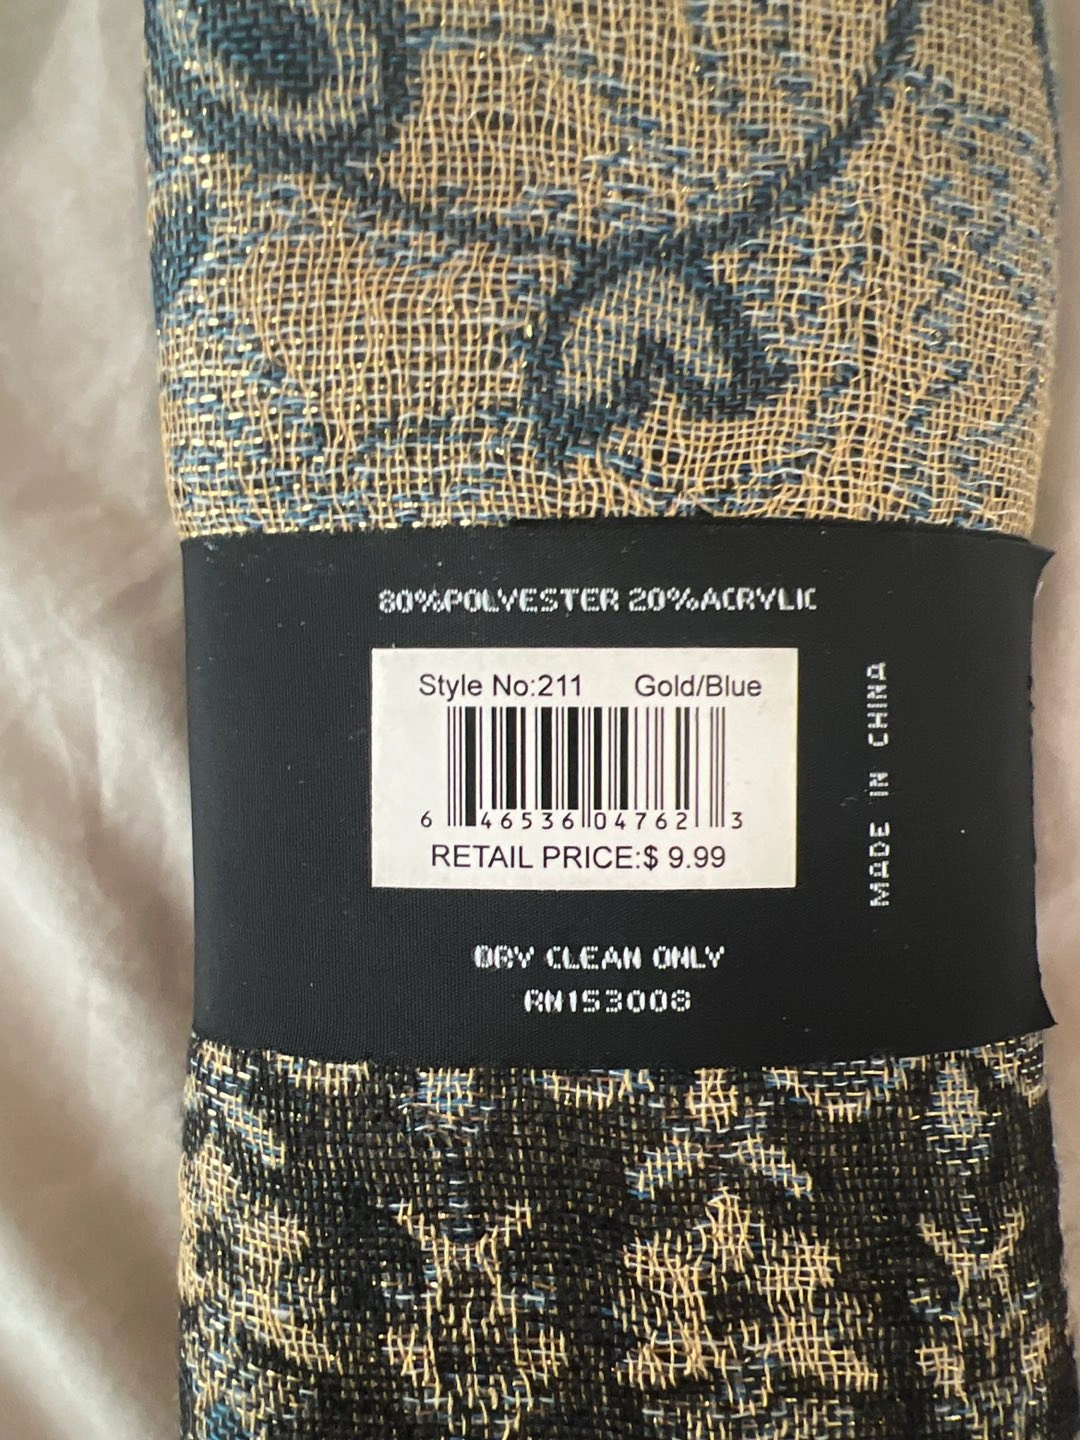 80%POLYESTER 20%ACRYLIC
Style No:211 Gold/Blue
6 46536 04762 3
RETAIL PRICE:$ 9.99
MADE IN CHINA
DRY CLEAN ONLY
RN153008